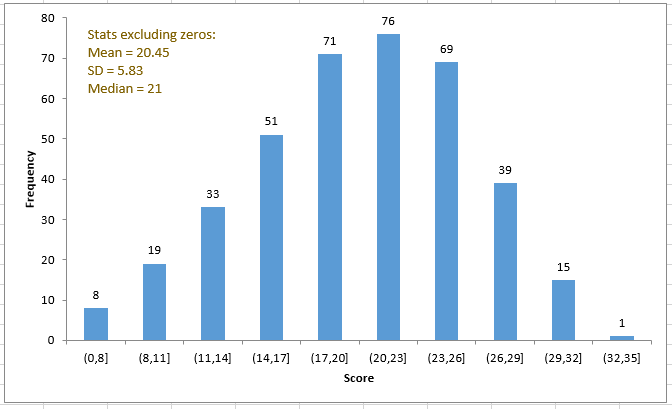 Stats excluding zeros:
Mean = 20.45
SD = 5.83
Median = 21
Frequency
80
70
60
50
40
30
20
10
0
8
19
33
51
71
76
69
39
15
1
(0,8] (8,11] (11,14] (14,17] (17,20] (20,23] (23,26] (26,29] (29,32] (32,35]
Score